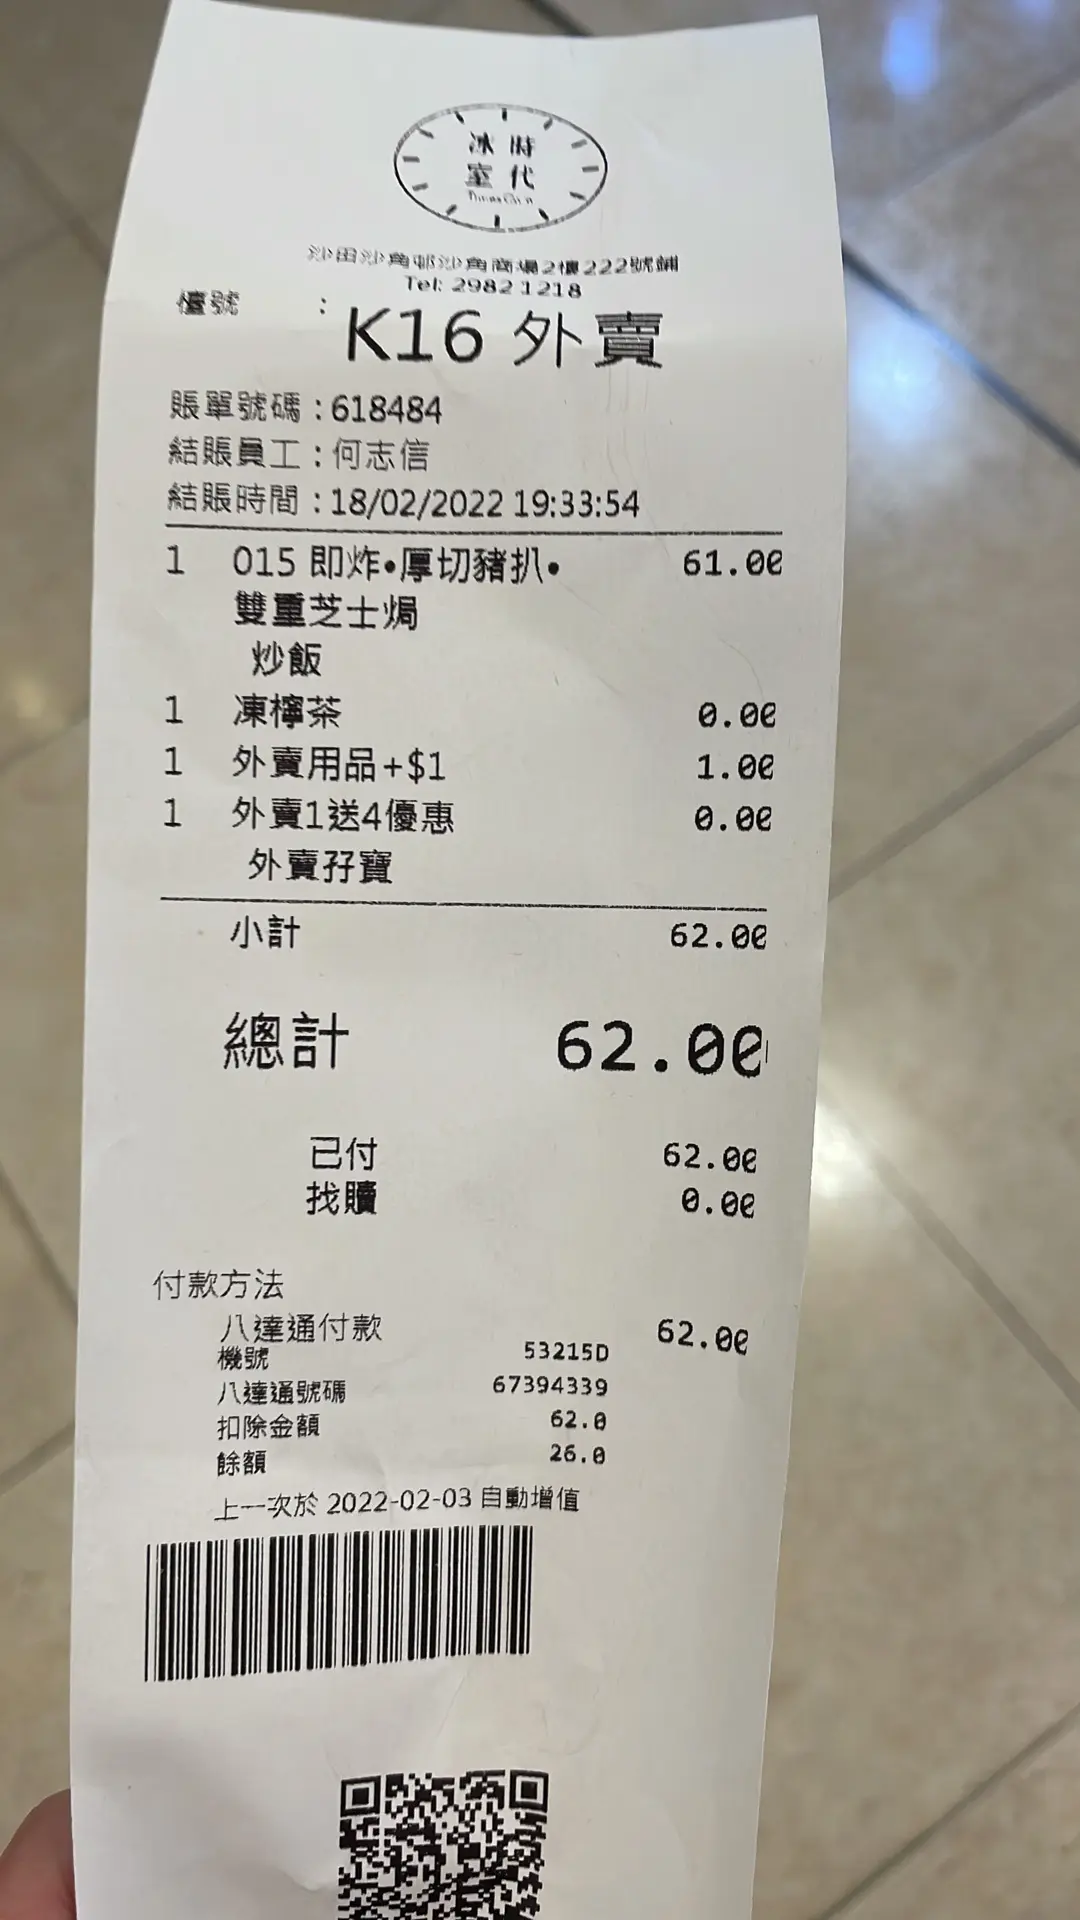 冰 時
室 代
沙田沙角邨沙角商場2樓222號鋪
Tel: 2982 1218
檯號 :
K16 外賣
賬單號碼 : 618484
結賬員工 : 何志信
結賬時間 : 18/02/2022 19:33:54
1 015 即炸•厚切豬扒• 61.00
雙重芝士焗
炒飯
1 凍檸茶 0.00
1 外賣用品+$1 1.00
1 外賣1送4優惠 0.00
外賣孖寶
小計 62.00
總計 62.00
已付 62.00
找贖 0.00
付款方法
八達通付款 62.00
機號 53215D
八達通號碼 67394339
扣除金額 62.0
餘額 26.0
上一次於 2022-02-03 自動增值